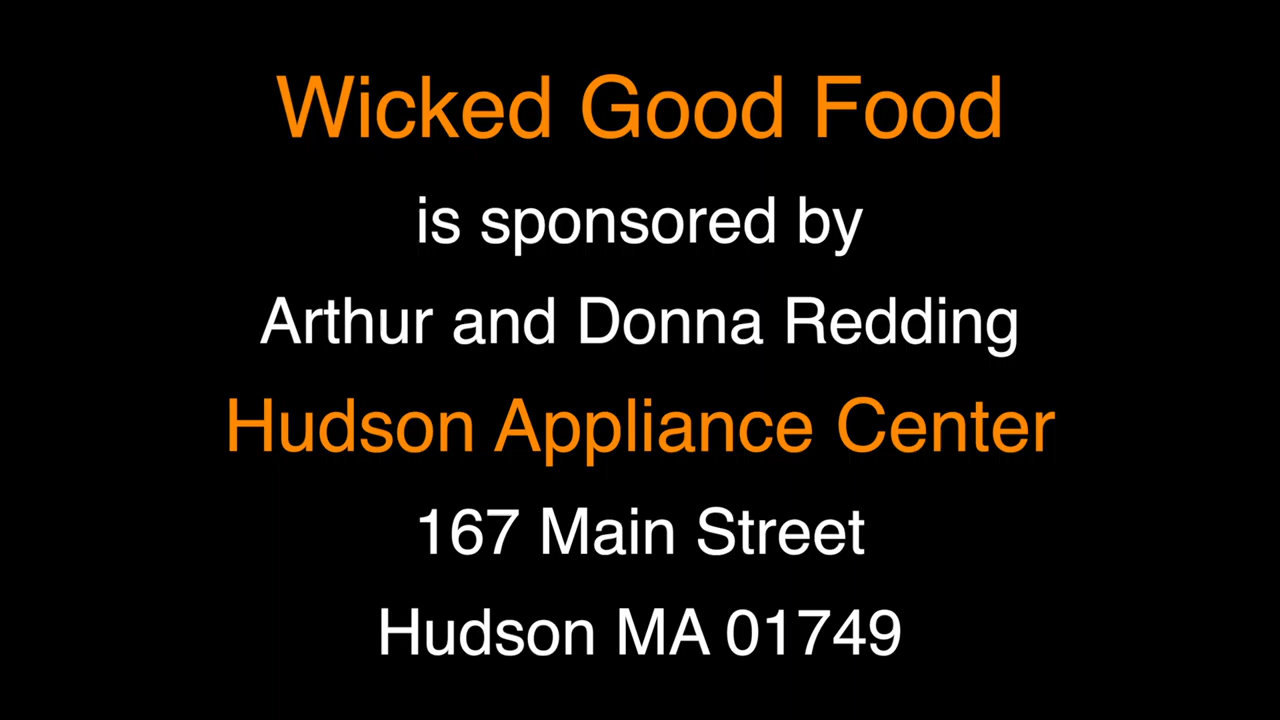 Wicked Good Food
is sponsored by
Arthur and Donna Redding
Hudson Appliance Center
167 Main Street
Hudson MA 01749